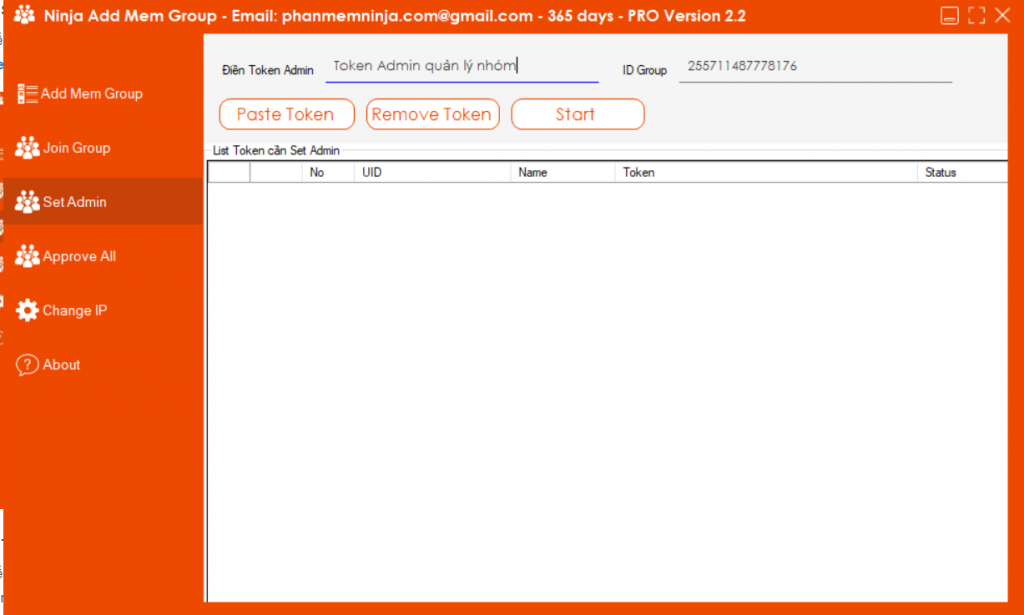 Ninja Add Mem Group - Email: phanmemninja.com@gmail.com - 365 days - PRO Version 2.2
Điền Token Admin Token Admin quản lý nhóm ID Group 255711487778176
Add Mem Group
Paste Token Remove Token Start
Join Group
List Token cần Set Admin
No UID Name Token Status
Set Admin
Approve All
Change IP
? About